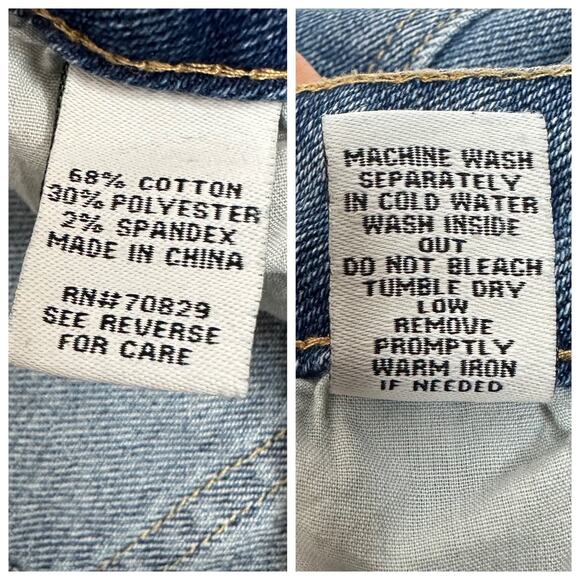 68% COTTON
30% POLYESTER
2% SPANDEX
MADE IN CHINA
RN#70829
SEE REVERSE
FOR CARE
MACHINE WASH
SEPARATELY
IN COLD WATER
WASH INSIDE
OUT
DO NOT BLEACH
TUMBLE DRY
LOW
REMOVE
PROMPTLY
WARM IRON
IF NEEDED